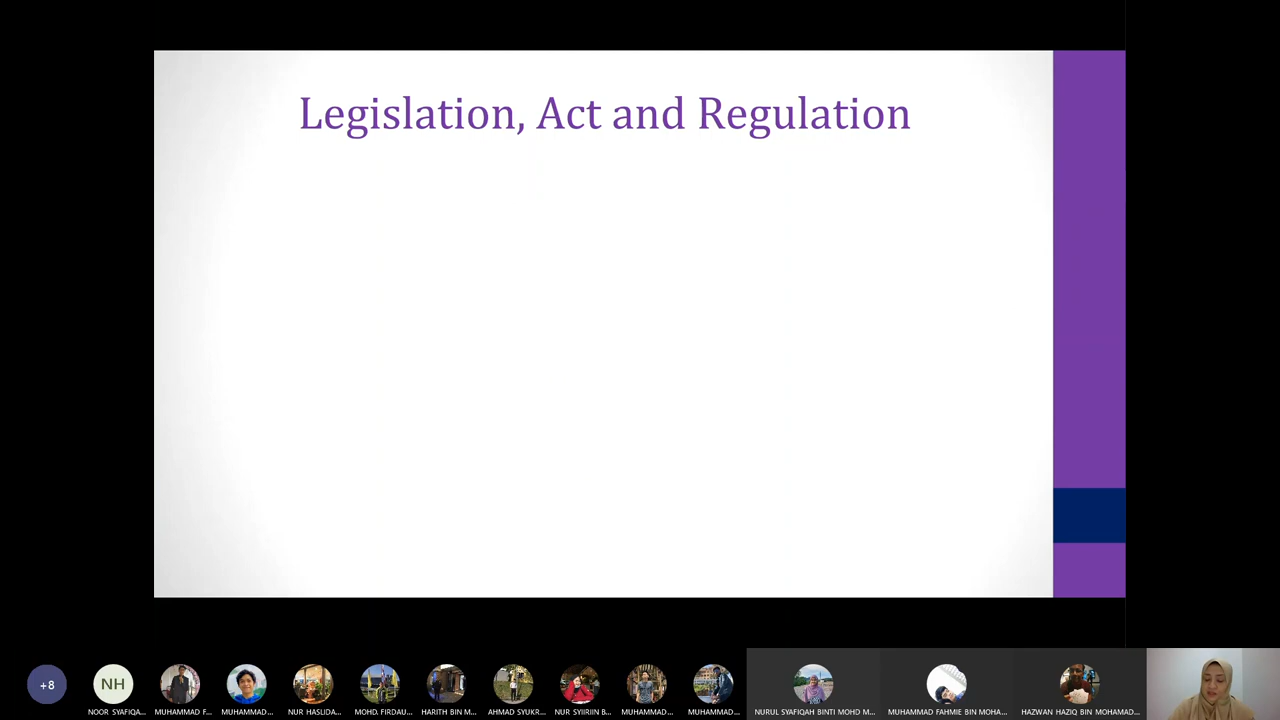 Legislation, Act and Regulation
+8
NH
NOOR SYAFIQA...
MUHAMMAD F...
MUHAMMAD ...
NUR HASLIDA...
MOHD. FIRDAU...
HARITH BIN M...
AHMAD SYUKR...
NUR SYIIRIIN B...
MUHAMMAD...
MUHAMMAD...
NURUL SYAFIQAH BINTI MOHD M...
MUHAMMAD FAHMIE BIN MOHA...
HAZWAN HAZIQ BIN MOHAMAD...